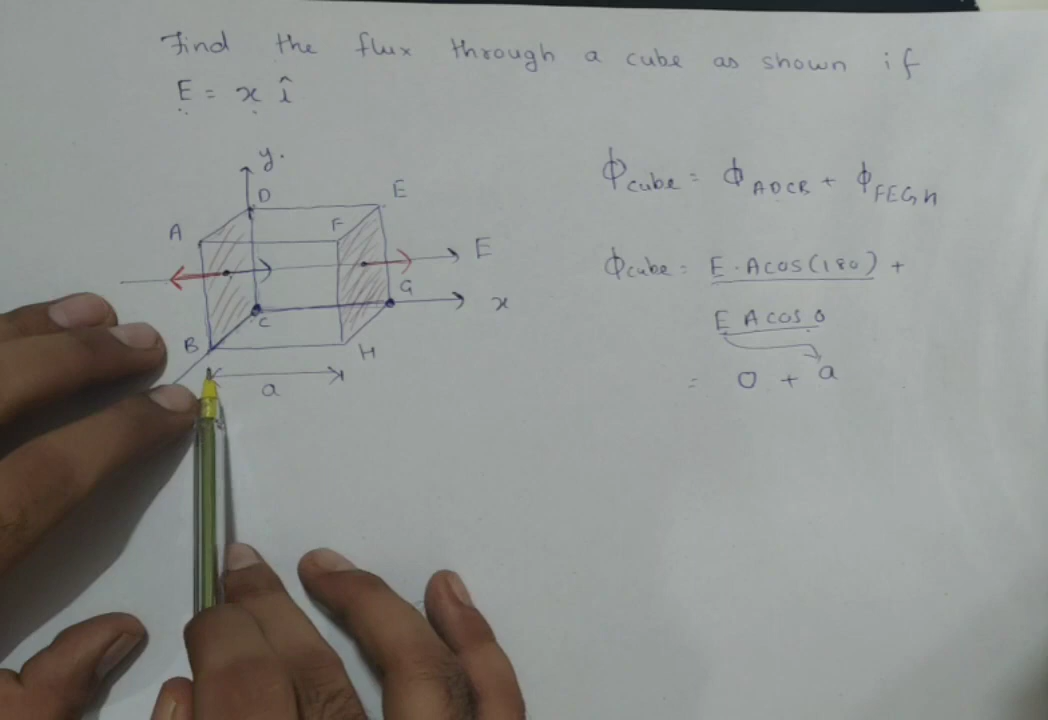 Find the flux through a cube as shown if
E = x î
y.
D
E
A
F
E
G
x
C
B
H
a
ϕcube = ϕADCB + ϕFEGH
ϕcube = E · A cos(180) +
E A cos 0
= 0 + a